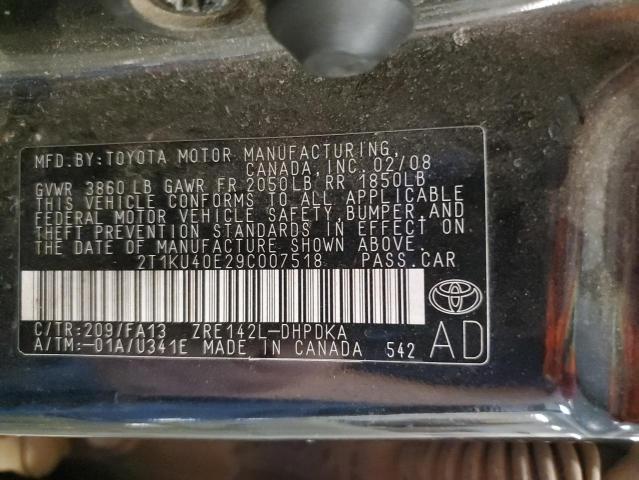 MFD.BY:TOYOTA MOTOR MANUFACTURING,
CANADA,INC.02/08
GVWR 3860 LB GAWR FR 2050LB RR 1850LB
THIS VEHICLE CONFORMS TO ALL APPLICABLE
FEDERAL MOTOR VEHICLE SAFETY,BUMPER,AND
THEFT PREVENTION STANDARDS IN EFFECT ON
THE DATE OF MANUFACTURE SHOWN ABOVE.
2T1KU40E29C007518 PASS.CAR
C/TR:209/FA13 ZRE142L-DHPDKA
A/TM:-01A/U341E MADE IN CANADA 542 AD